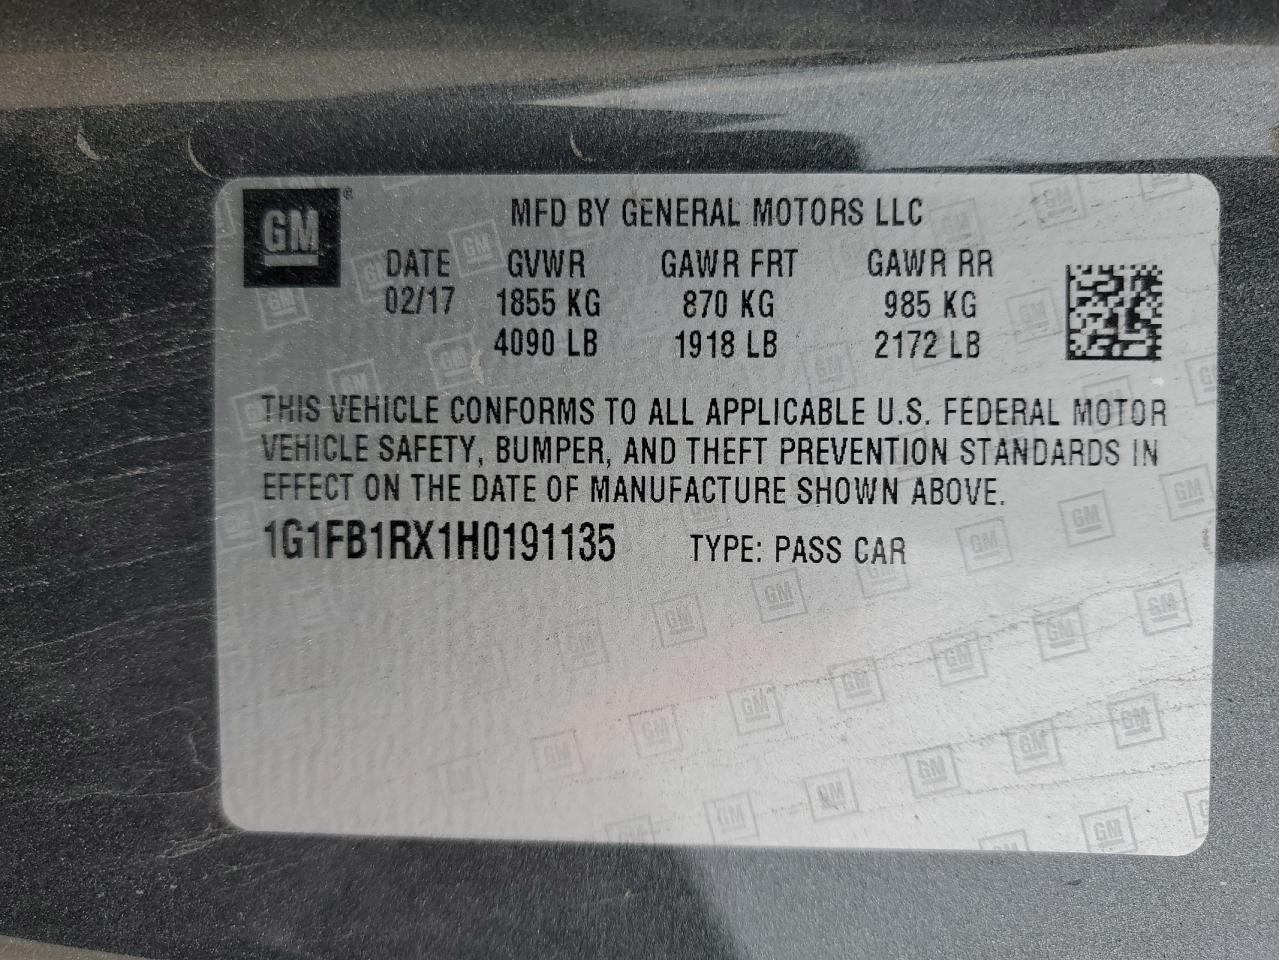 GM ®
MFD BY GENERAL MOTORS LLC
DATE GVWR GAWR FRT GAWR RR
02/17 1855 KG 870 KG 985 KG
4090 LB 1918 LB 2172 LB
THIS VEHICLE CONFORMS TO ALL APPLICABLE U.S. FEDERAL MOTOR
VEHICLE SAFETY, BUMPER, AND THEFT PREVENTION STANDARDS IN
EFFECT ON THE DATE OF MANUFACTURE SHOWN ABOVE.
1G1FB1RX1H0191135 TYPE: PASS CAR